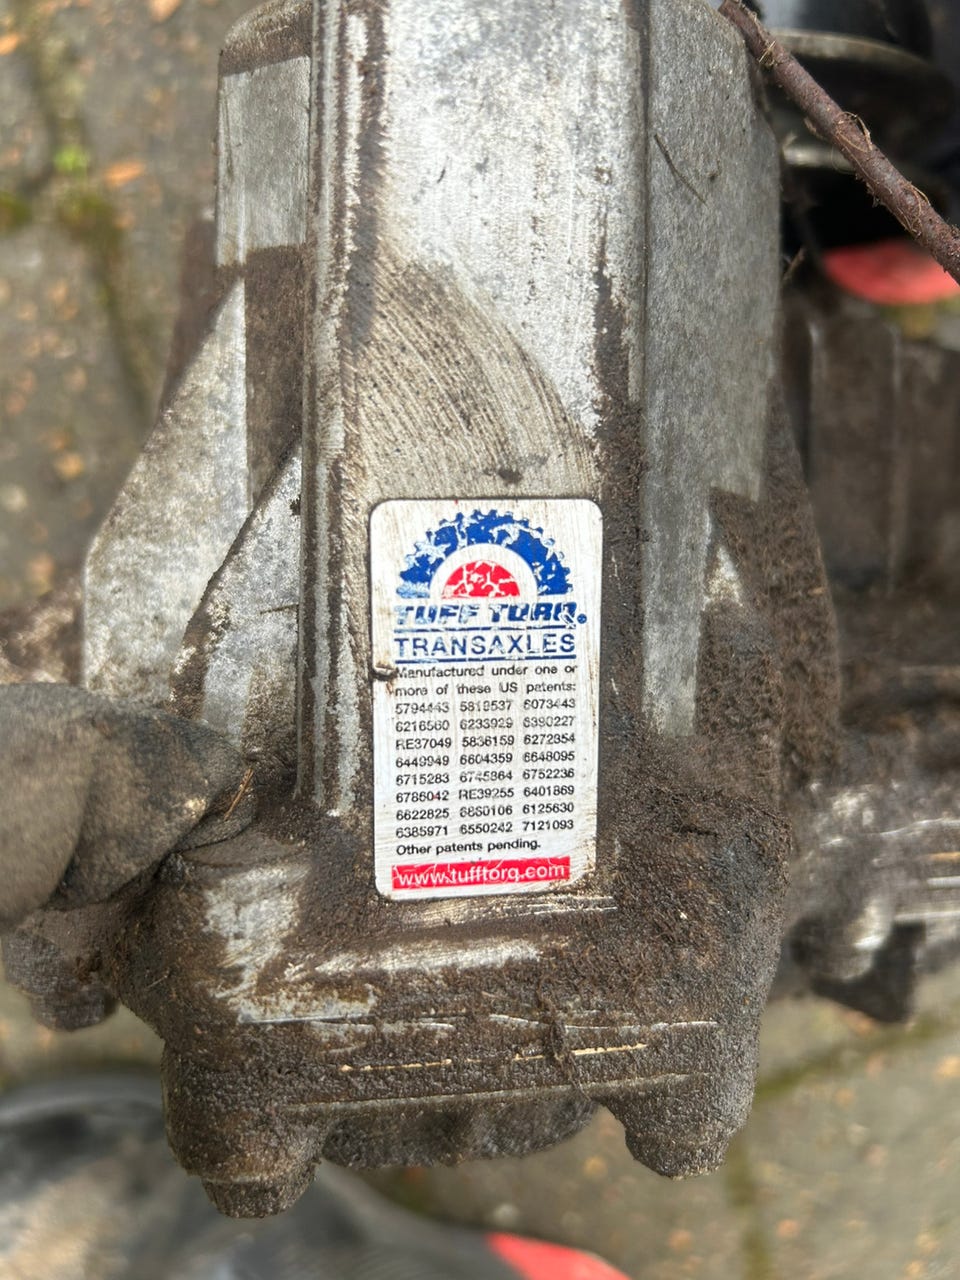 TUFF TORQ
TRANSAXLES
Manufactured under one or
more of these US patents:
5794443 5819537 6073443
6216560 6233929 6390227
RE37049 5836159 6272854
6449949 6604359 6648095
6715283 6745864 6752236
6786042 RE39255 6401869
6622825 6880106 6125630
6385971 6550242 7121093
Other patents pending.
www.tufftorq.com